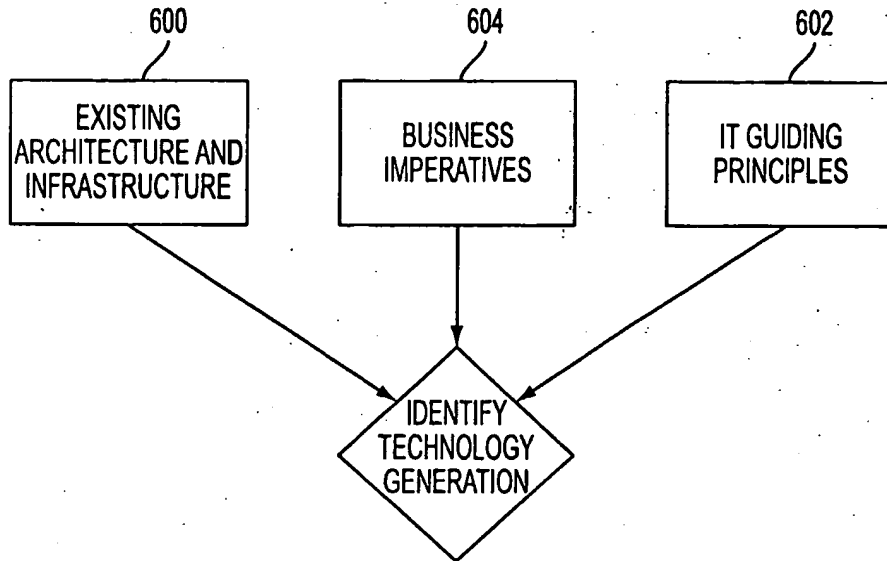 600
604
602
EXISTING
ARCHITECTURE AND
INFRASTRUCTURE
BUSINESS
IMPERATIVES
IT GUIDING
PRINCIPLES
IDENTIFY
TECHNOLOGY
GENERATION